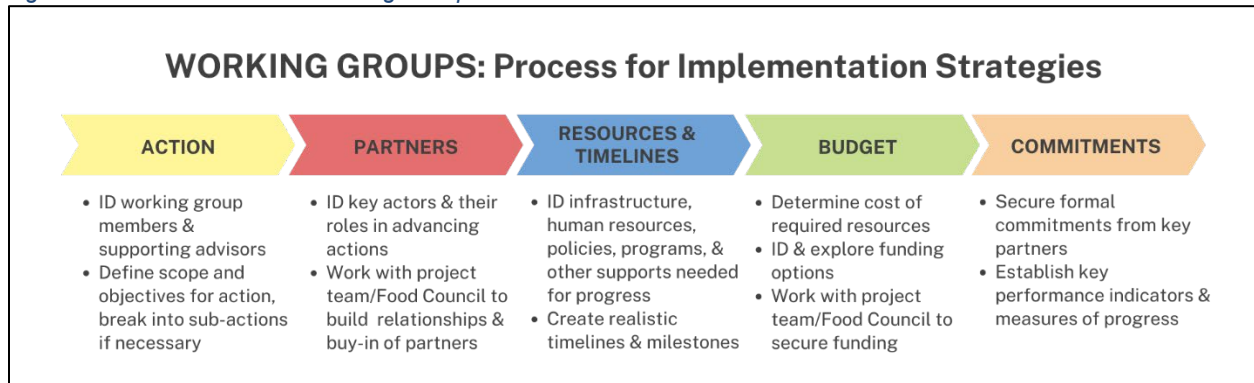 WORKING GROUPS: Process for Implementation Strategies
ACTION
• ID working group
members &
supporting advisors
• Define scope and
objectives for action,
break into sub-actions
if necessary
PARTNERS
• ID key actors & their
roles in advancing
actions
• Work with project
team/Food Council to
build relationships &
buy-in of partners
RESOURCES &
TIMELINES
• ID infrastructure,
human resources,
policies, programs, &
other supports needed
for progress
• Create realistic
timelines & milestones
BUDGET
• Determine cost of
required resources
• ID & explore funding
options
• Work with project
team/Food Council to
secure funding
COMMITMENTS
• Secure formal
commitments from key
partners
• Establish key
performance indicators &
measures of progress